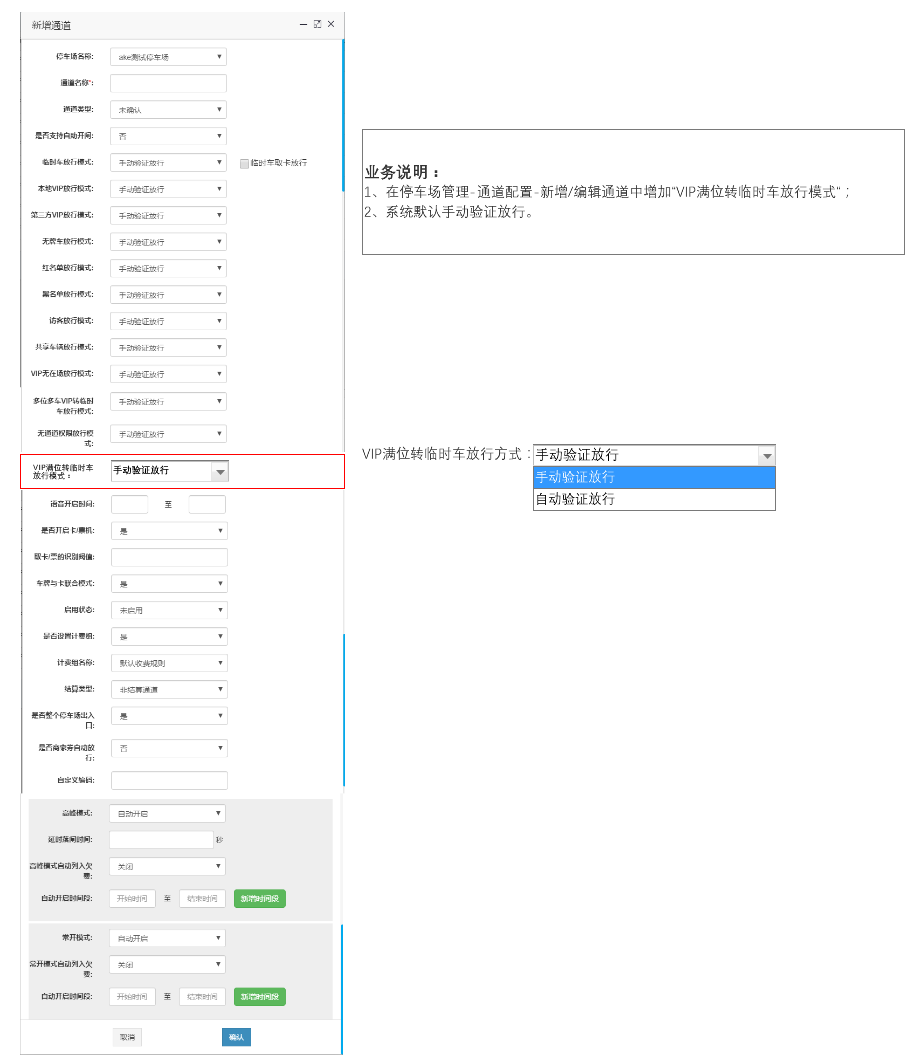 新增通道
停车场名称: ake测试停车场
通道名称*:
通道类型: 未确认
是否支持自动开闸: 否
临时车放行模式: 手动验证放行 临时车取卡放行
本地VIP放行模式: 手动验证放行
第三方VIP放行模式: 手动验证放行
无牌车放行模式: 手动验证放行
红名单放行模式: 手动验证放行
黑名单放行模式: 手动验证放行
访客放行模式: 手动验证放行
共享车辆放行模式: 手动验证放行
VIP无在场放行模式: 手动验证放行
多位多车VIP转临时
车放行模式: 手动验证放行
无通道权限放行模
式: 手动验证放行
VIP满位转临时车
放行模式： 手动验证放行
语音开启时间: 至
是否开启卡/票机: 是
取卡/票的识别阈值:
车牌与卡联合模式: 是
启用状态: 未启用
是否设置计费组: 是
计费组名称: 默认收费规则
结算类型: 非结算通道
是否整个停车场出入
口: 是
是否商家券自动放
行: 否
自定义编码:
高峰模式: 自动开启
延时落闸时间: 秒
高峰模式自动列入欠
费: 关闭
自动开启时间段: 开始时间 至 结束时间 新增时间段
常开模式: 自动开启
常开模式自动列入欠
费: 关闭
自动开启时间段: 开始时间 至 结束时间 新增时间段
取消 确认
业务说明：
1、在停车场管理-通道配置-新增/编辑通道中增加"VIP满位转临时车放行模式"；
2、系统默认手动验证放行。
VIP满位转临时车放行方式： 手动验证放行
手动验证放行
自动验证放行